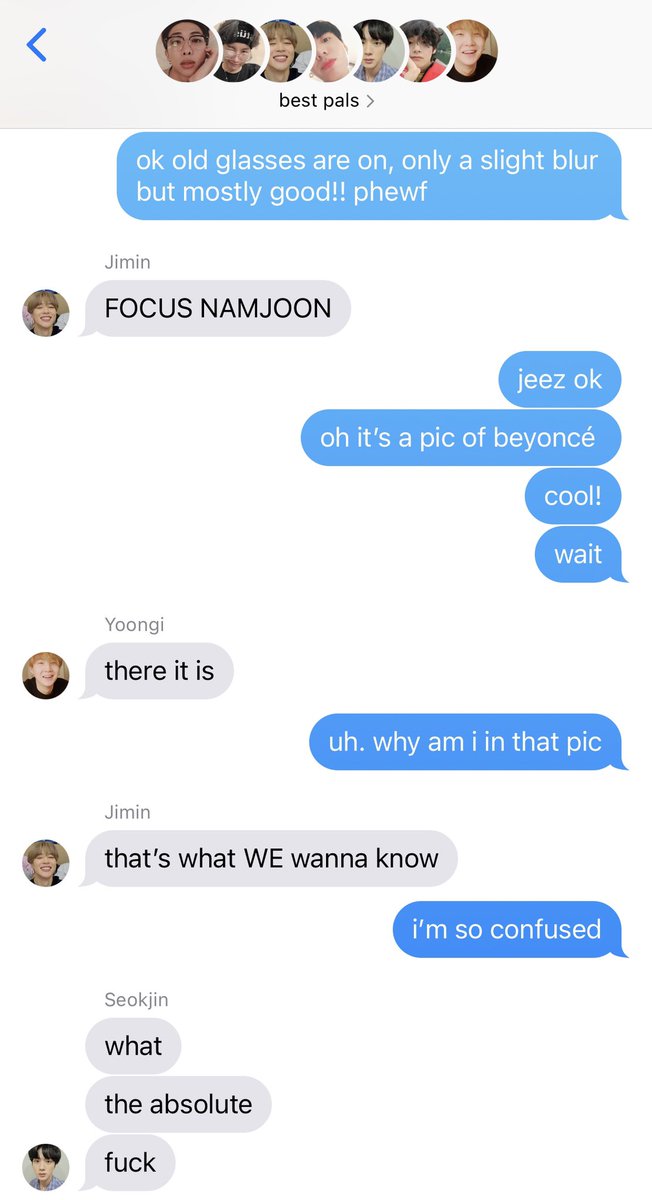 best pals >
ok old glasses are on, only a slight blur
but mostly good!! phewf
Jimin
FOCUS NAMJOON
jeez ok
oh it’s a pic of beyoncé
cool!
wait
Yoongi
there it is
uh. why am i in that pic
Jimin
that’s what WE wanna know
i’m so confused
Seokjin
what
the absolute
fuck